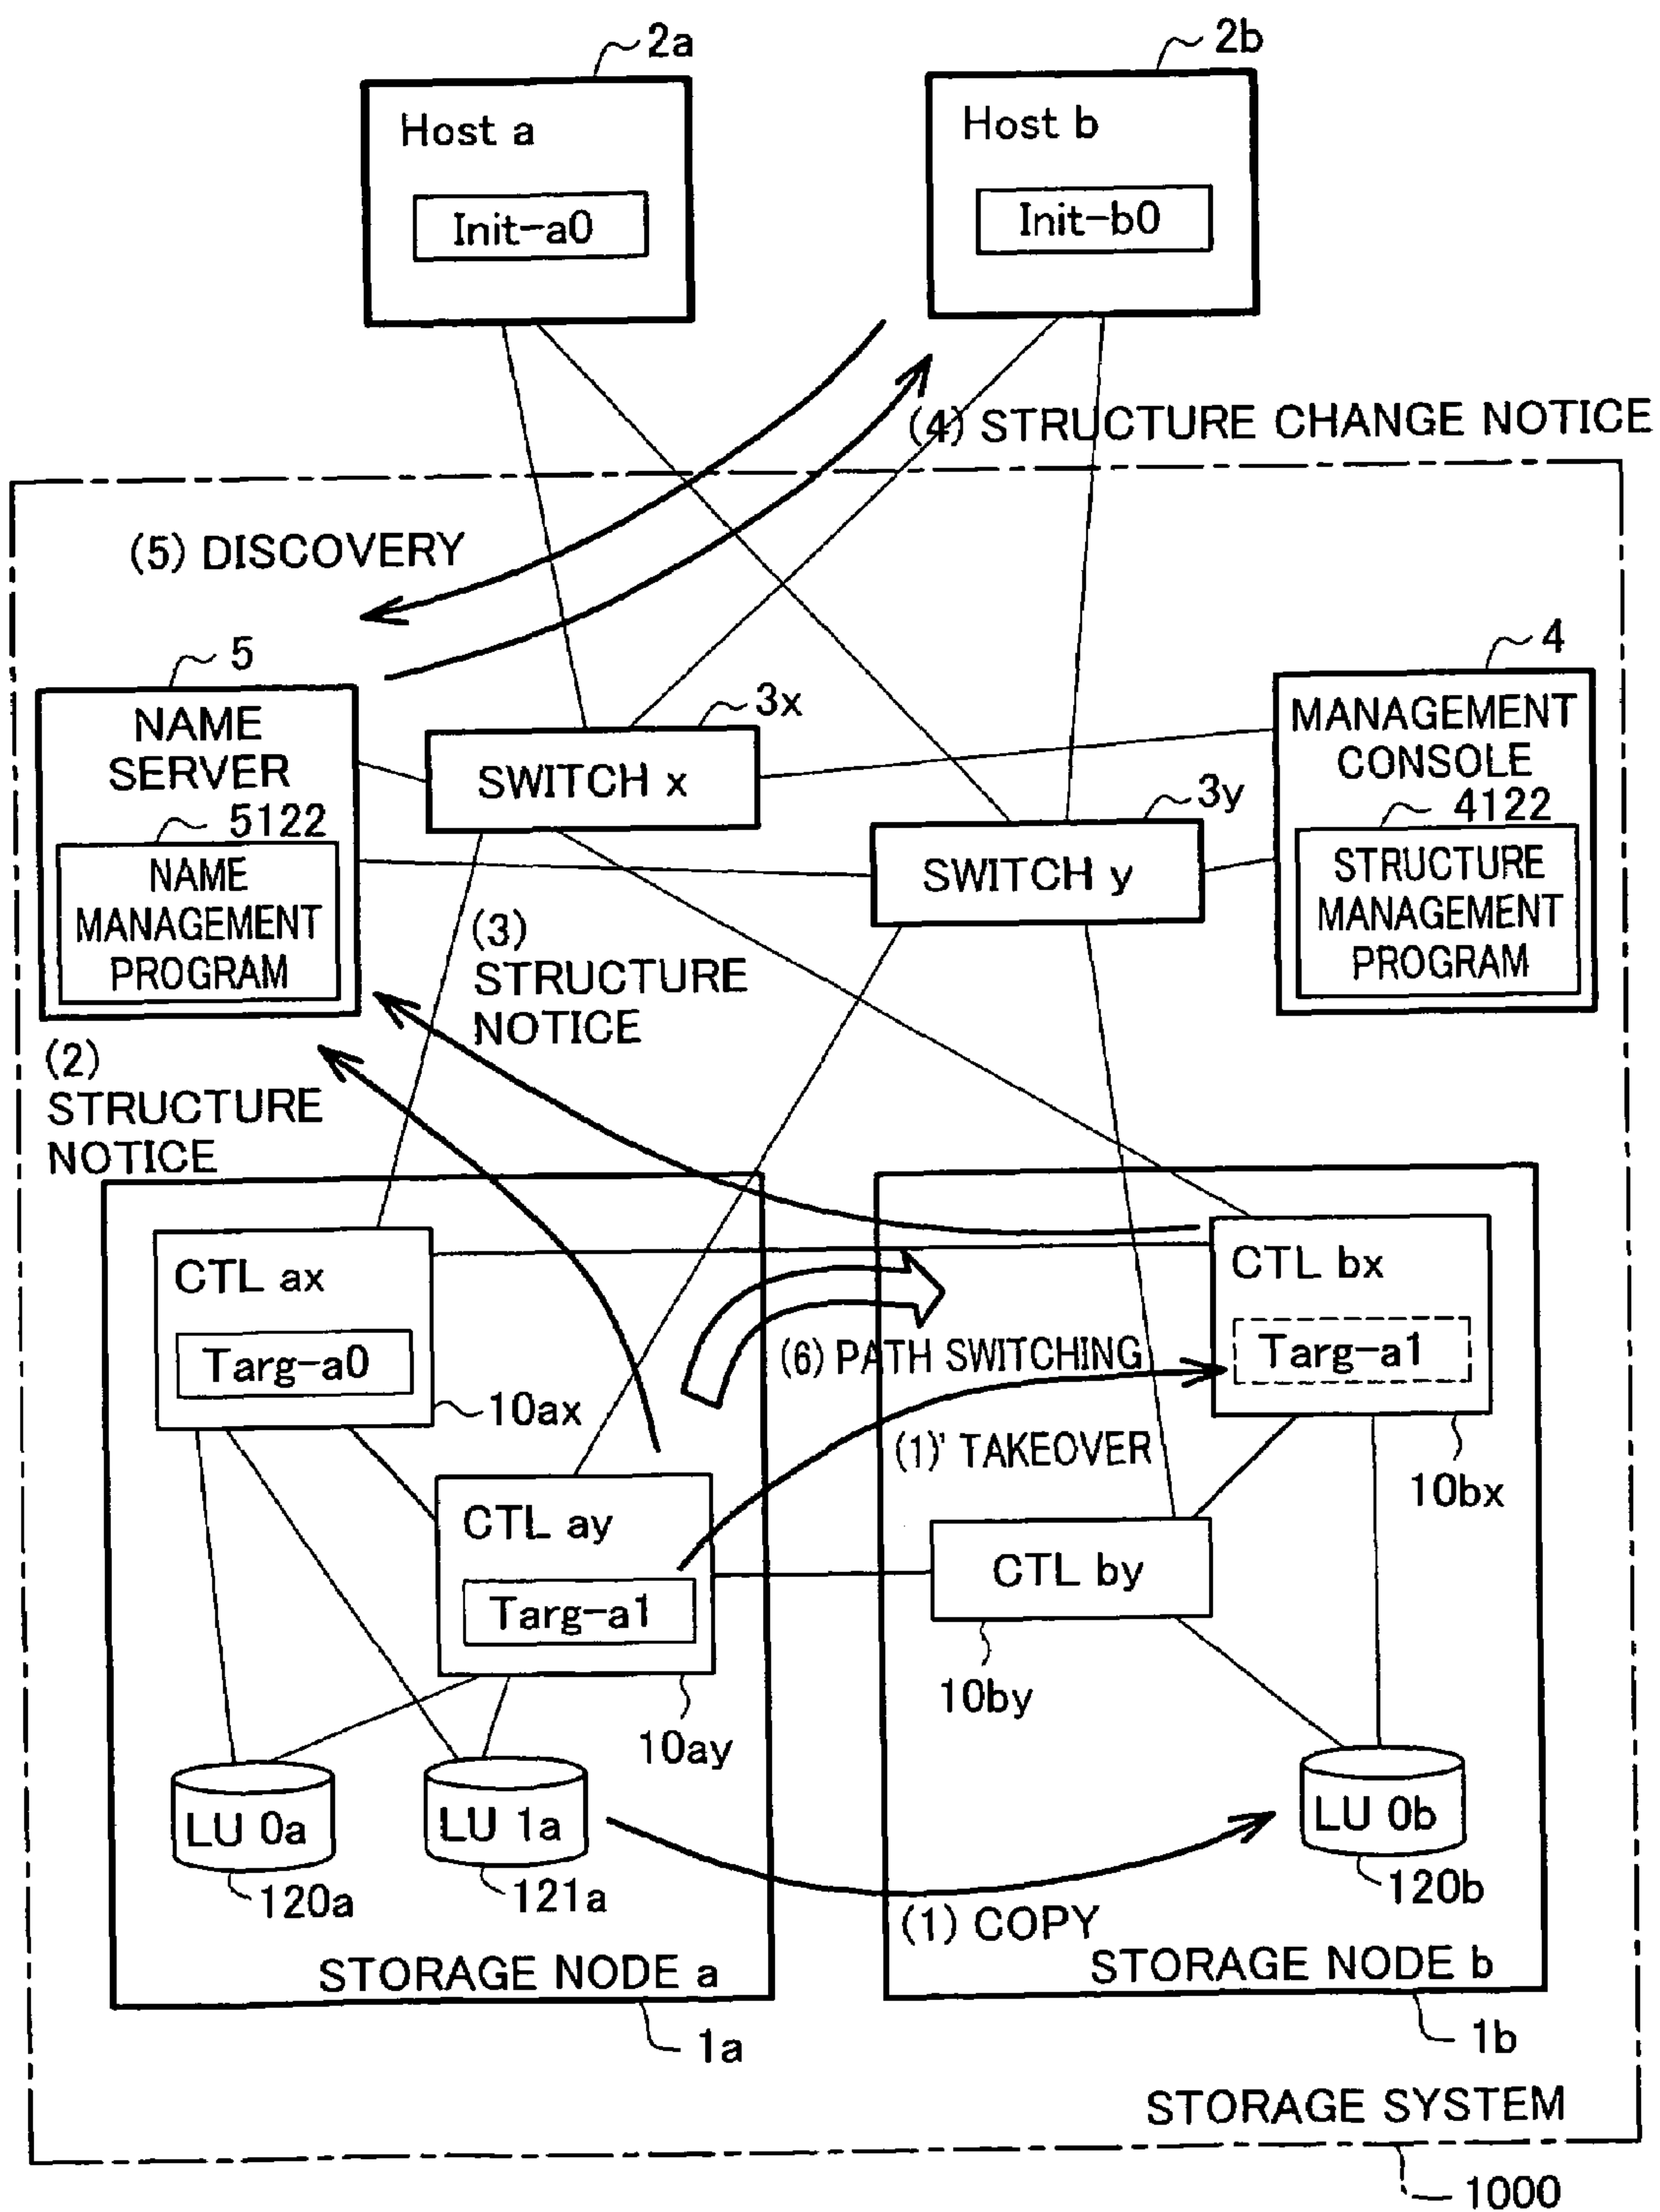 2a
2b
Host a
Init-a0
Host b
Init-b0
(4) STRUCTURE CHANGE NOTICE
(5) DISCOVERY
5
NAME
SERVER
5122
NAME
MANAGEMENT
PROGRAM
3x
SWITCH x
3y
SWITCH y
4
MANAGEMENT
CONSOLE
4122
STRUCTURE
MANAGEMENT
PROGRAM
(3)
STRUCTURE
NOTICE
(2)
STRUCTURE
NOTICE
CTL ax
Targ-a0
10ax
CTL bx
Targ-a1
10bx
(6) PATH SWITCHING
(1)' TAKEOVER
CTL ay
Targ-a1
10ay
CTL by
10by
LU 0a
120a
LU 1a
121a
LU 0b
120b
(1) COPY
STORAGE NODE a
1a
STORAGE NODE b
1b
STORAGE SYSTEM
1000